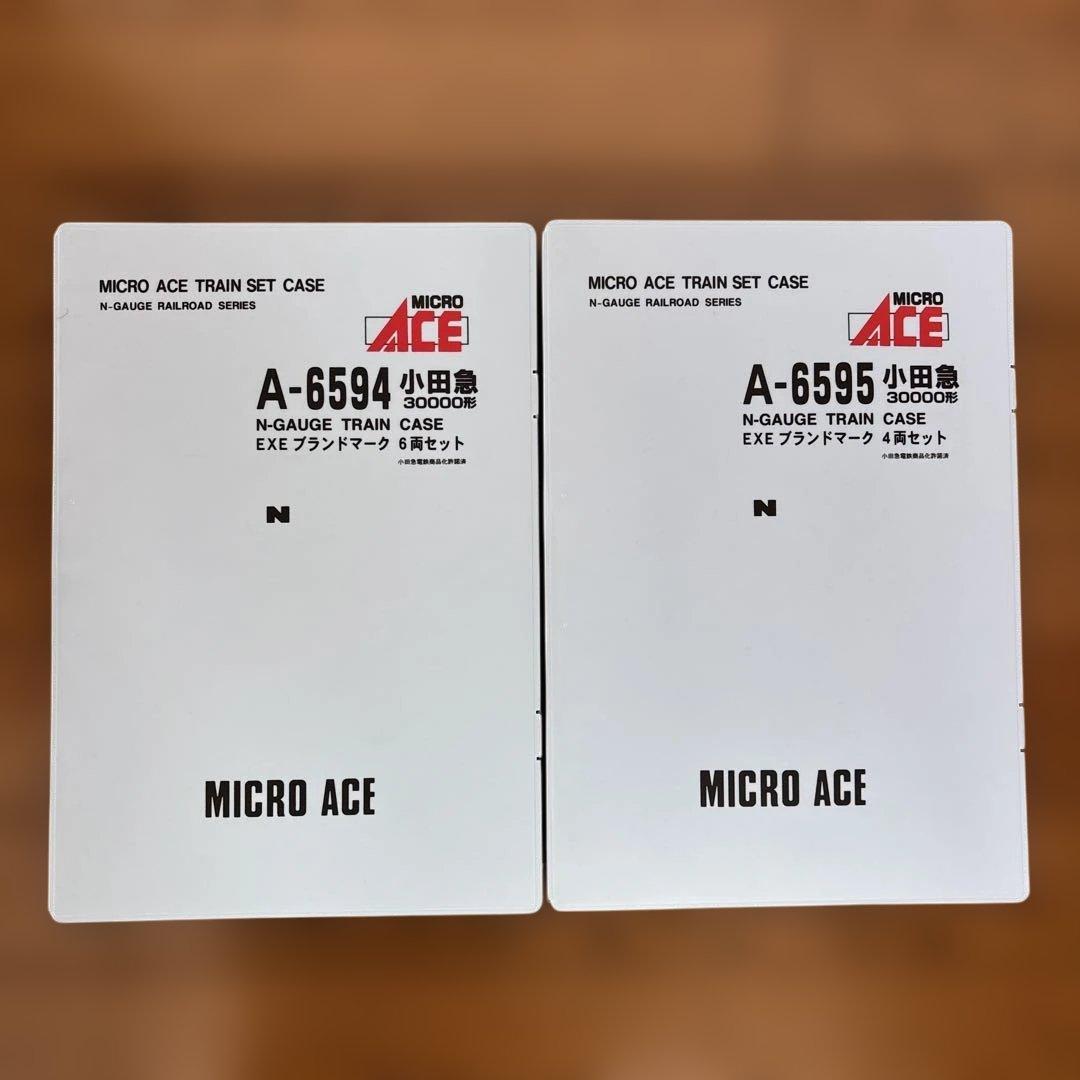 MICRO ACE TRAIN SET CASE
N-GAUGE RAILROAD SERIES
MICRO
ACE
A-6594 小田急
30000形
N-GAUGE TRAIN CASE
EXE ブランドマーク 6両セット
小田急電鉄商品化許諾済
N
MICRO ACE
MICRO ACE TRAIN SET CASE
N-GAUGE RAILROAD SERIES
MICRO
ACE
A-6595 小田急
30000形
N-GAUGE TRAIN CASE
EXE ブランドマーク 4両セット
小田急電鉄商品化許諾済
N
MICRO ACE